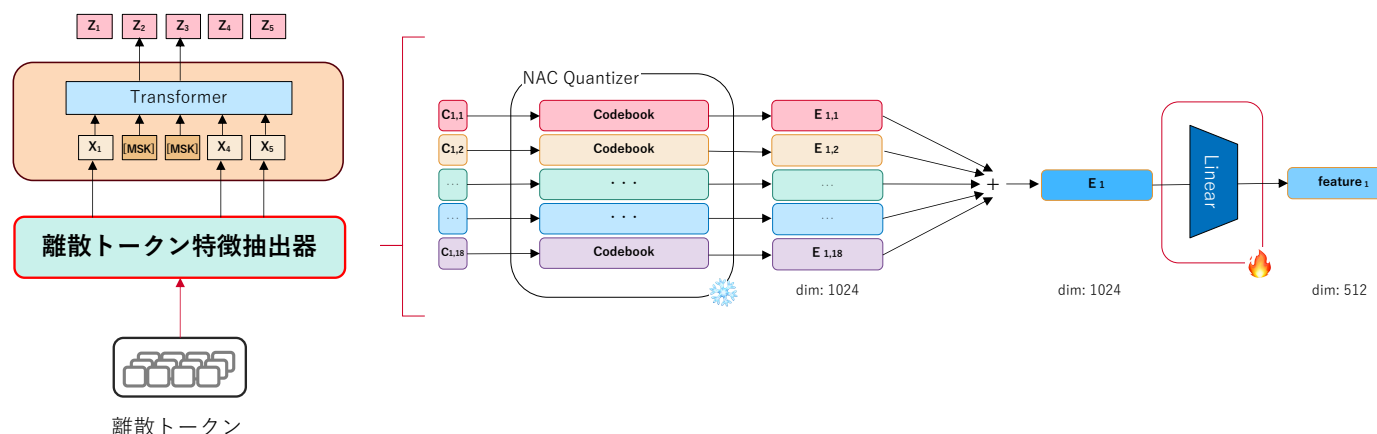 Z1 Z2 Z3 Z4 Z5
Transformer
X1 [MSK] [MSK] X4 X5
離散トークン特徴抽出器
離散トークン
NAC Quantizer
C1,1 Codebook E 1,1
C1,2 Codebook E 1,2
... ... ...
... ... ...
C1,18 Codebook E 1,18
+
E 1
Linear
feature 1
dim: 1024
dim: 1024
dim: 512